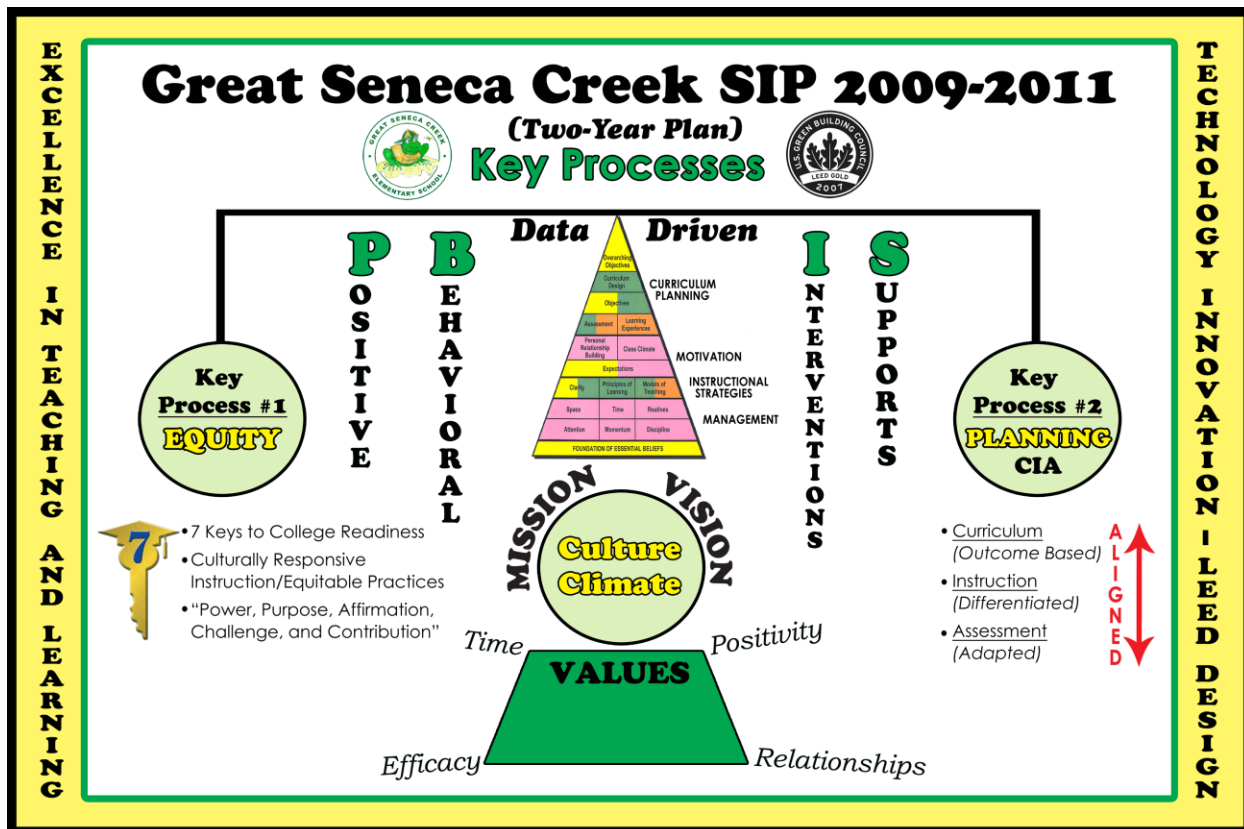 EXCELLENCE IN TEACHING AND LEARNING
Great Seneca Creek SIP 2009-2011
(Two-Year Plan)
Key Processes
GREAT SENECA CREEK
ELEMENTARY SCHOOL
U.S. GREEN BUILDING COUNCIL
LEED GOLD
2007
POSITIVE
BEHAVIORAL
Data Driven
INTERVENTIONS
SUPPORTS
Overarching
Objectives
Curriculum
Design
Objectives
Assessment
Learning
Experiences
Personal
Relationship
Building
Class Climate
Expectations
Clarity
Principles of
Learning
Models of
Teaching
Space
Time
Routines
Attention
Momentum
Discipline
FOUNDATION OF ESSENTIAL BELIEFS
CURRICULUM
PLANNING
MOTIVATION
INSTRUCTIONAL
STRATEGIES
MANAGEMENT
Key
Process #1
EQUITY
7
• 7 Keys to College Readiness
• Culturally Responsive
Instruction/Equitable Practices
• “Power, Purpose, Affirmation,
Challenge, and Contribution”
MISSION
VISION
Culture
Climate
Time
Positivity
VALUES
Efficacy
Relationships
Key
Process #2
PLANNING
CIA
• Curriculum
(Outcome Based)
• Instruction
(Differentiated)
• Assessment
(Adapted)
ALIGNED
TECHNOLOGY INNOVATION I LEED DESIGN